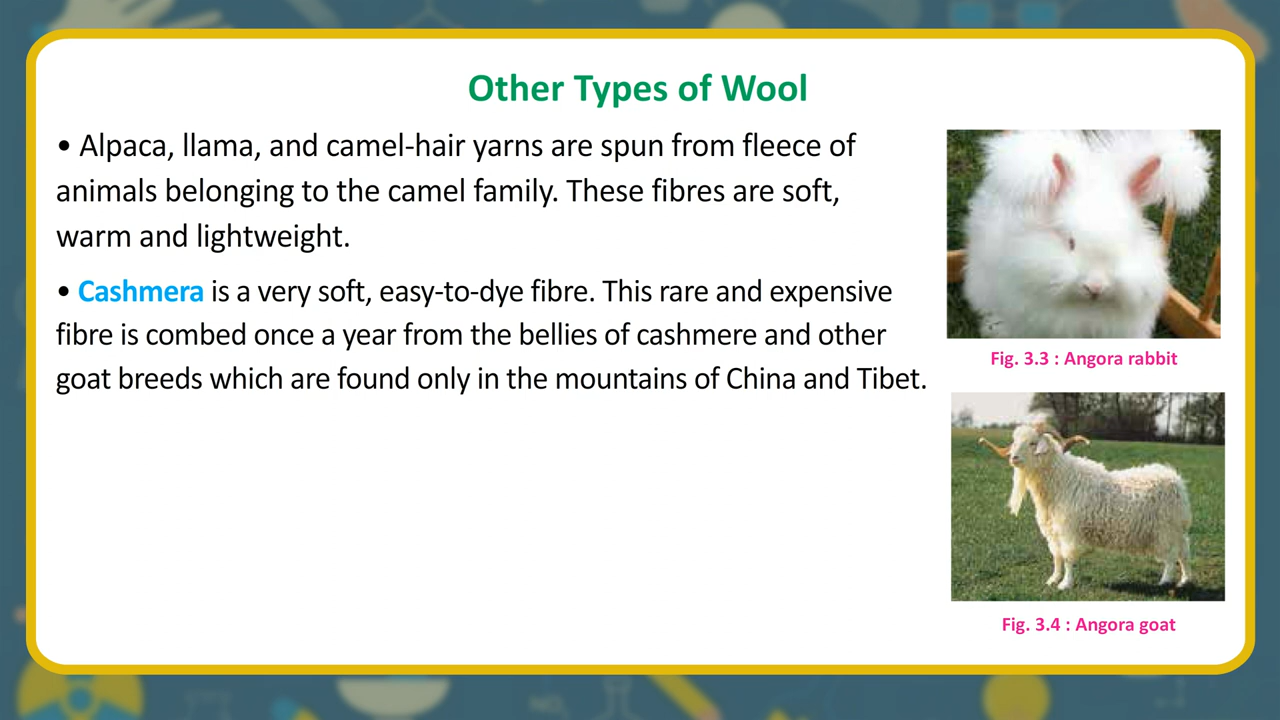 Other Types of Wool
• Alpaca, llama, and camel-hair yarns are spun from fleece of
animals belonging to the camel family. These fibres are soft,
warm and lightweight.
• Cashmera is a very soft, easy-to-dye fibre. This rare and expensive
fibre is combed once a year from the bellies of cashmere and other
goat breeds which are found only in the mountains of China and Tibet.
Fig. 3.3 : Angora rabbit
Fig. 3.4 : Angora goat